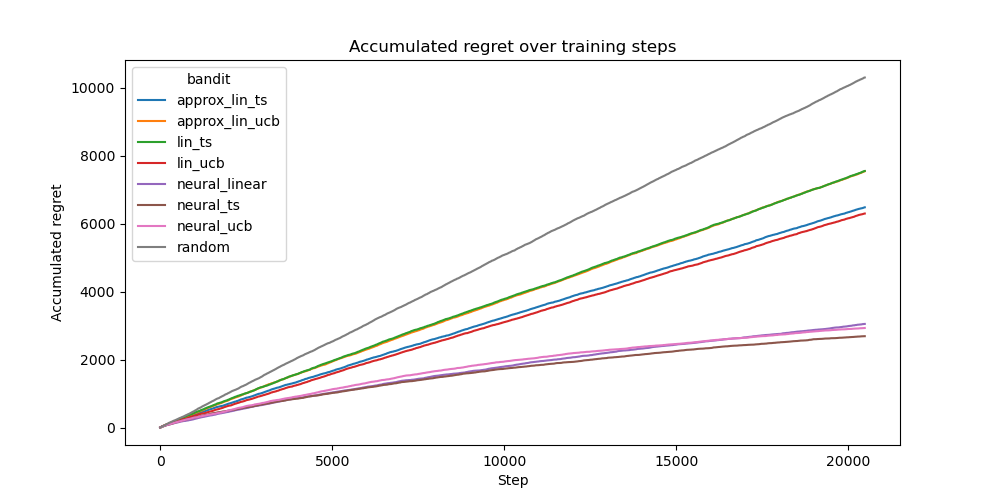 Accumulated regret over training steps
Accumulated regret
10000
8000
6000
4000
2000
0
bandit
approx_lin_ts
approx_lin_ucb
lin_ts
lin_ucb
neural_linear
neural_ts
neural_ucb
random
0
5000
10000
15000
20000
Step